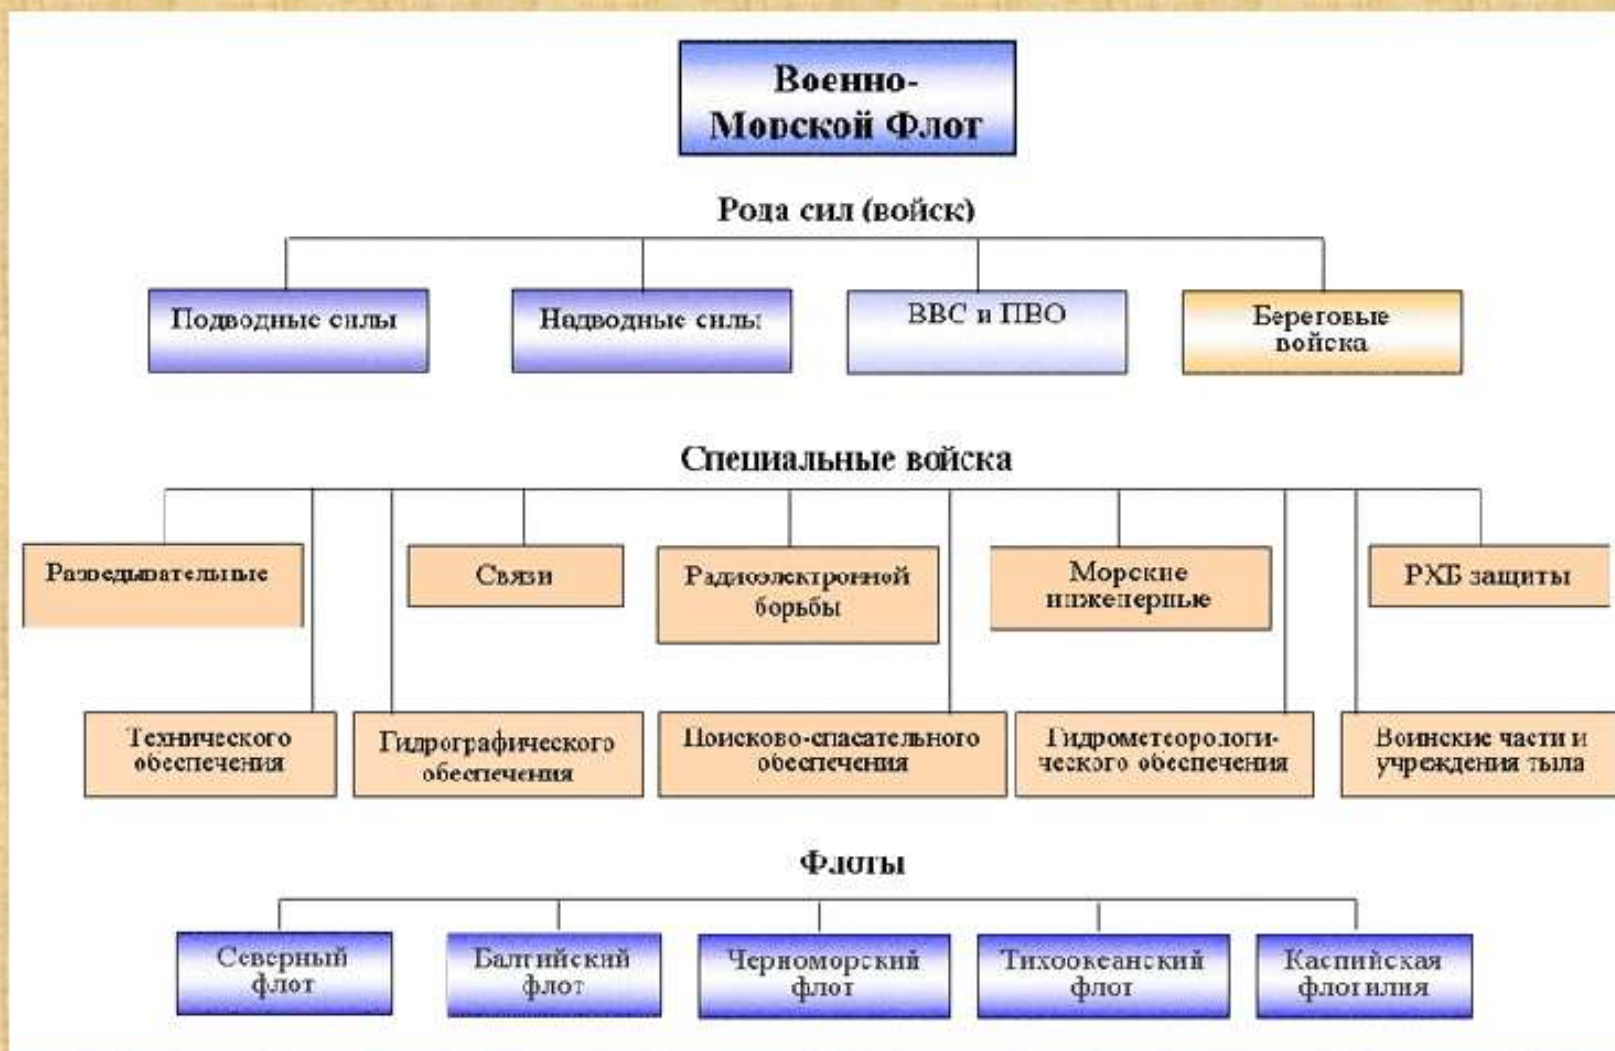 Военно-
Морской Флот
Рода сил (войск)
Подводные силы
Надводные силы
ВВС и ПВО
Береговые
войска
Специальные войска
Разведывательные
Связи
Радиоэлектронной
борьбы
Морские
инженерные
РХБ защиты
Технического
обеспечения
Гидрографического
обеспечения
Поисково-спасательного
обеспечения
Гидрометеорологи-
ческого обеспечения
Воинские части и
учреждения тыла
Флоты
Северный
флот
Балтийский
флот
Черноморский
флот
Тихоокеанский
флот
Каспийская
флотилия